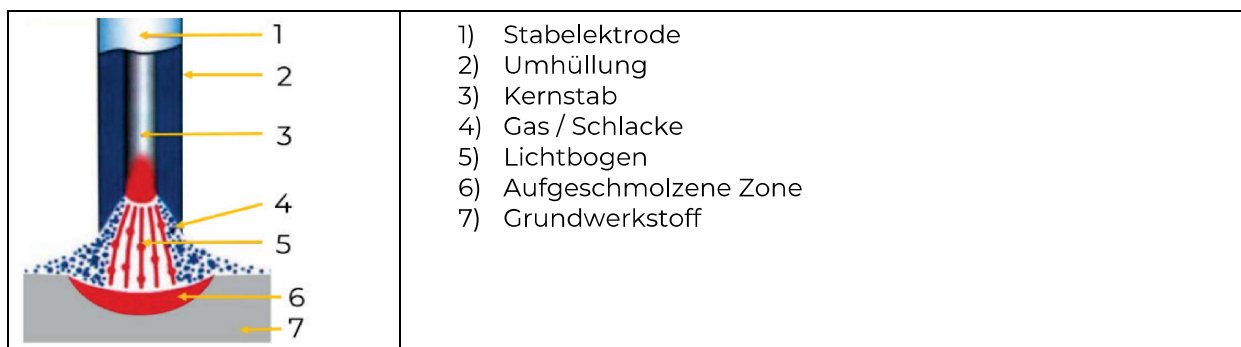 1
2
3
4
5
6
7
1) Stabelektrode
2) Umhüllung
3) Kernstab
4) Gas / Schlacke
5) Lichtbogen
6) Aufgeschmolzene Zone
7) Grundwerkstoff